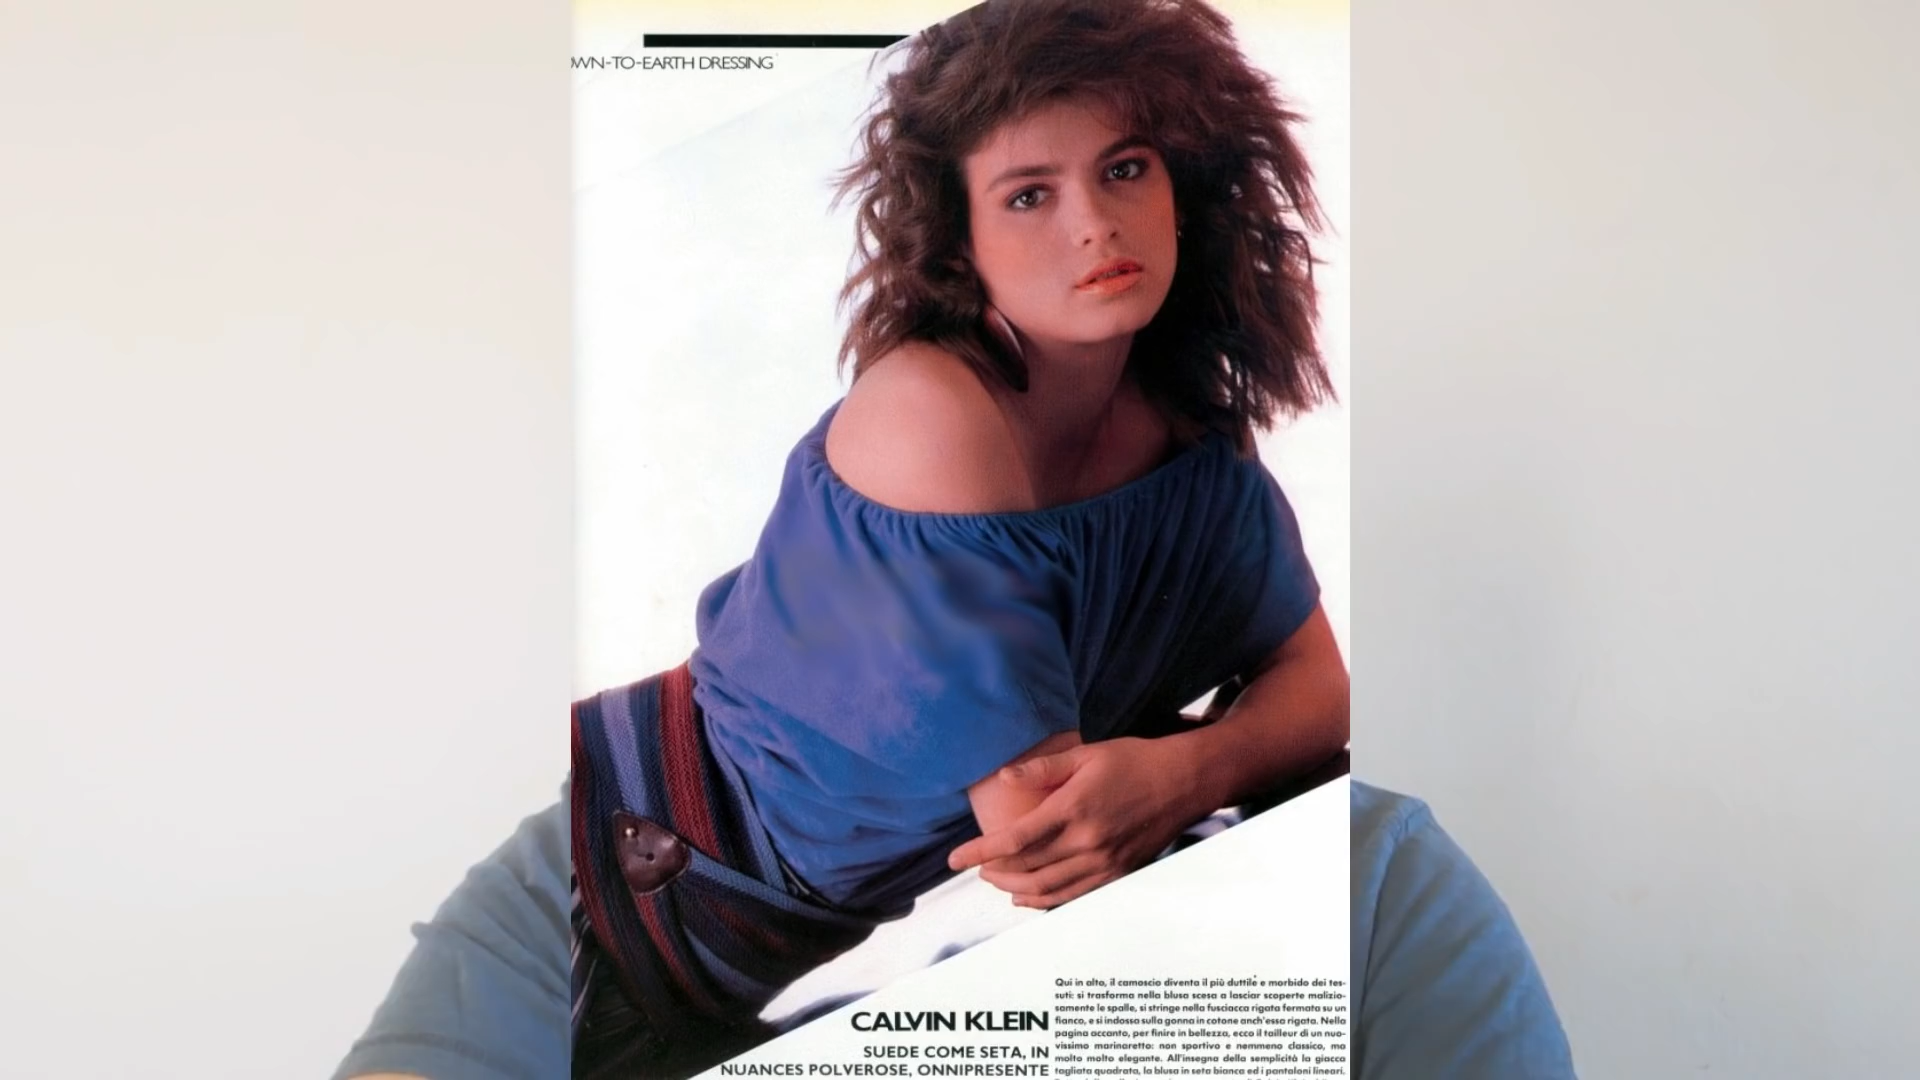 WN-TO-EARTH DRESSING
CALVIN KLEIN
SUEDE COME SETA, IN
NUANCES POLVEROSE, ONNIPRESENTE
Qui in alto, il camoscio diventa il più duttile e morbido dei tes-
suti: si trasforma nella blusa scesa a lasciar scoperte malizio-
samente le spalle, si stringe nella fusciacca rigata fermata su un
fianco, e si indossa sulla gonna in cotone anch'essa rigata. Nella
pagina accanto, per finire in bellezza, ecco il tailleur di un nuo-
vissimo marinaretto: non sportivo e nemmeno classico, ma
molto molto elegante. All'insegna della semplicità la giacca
tagliata quadrata, la blusa in seta bianca ed i pantaloni lineari.